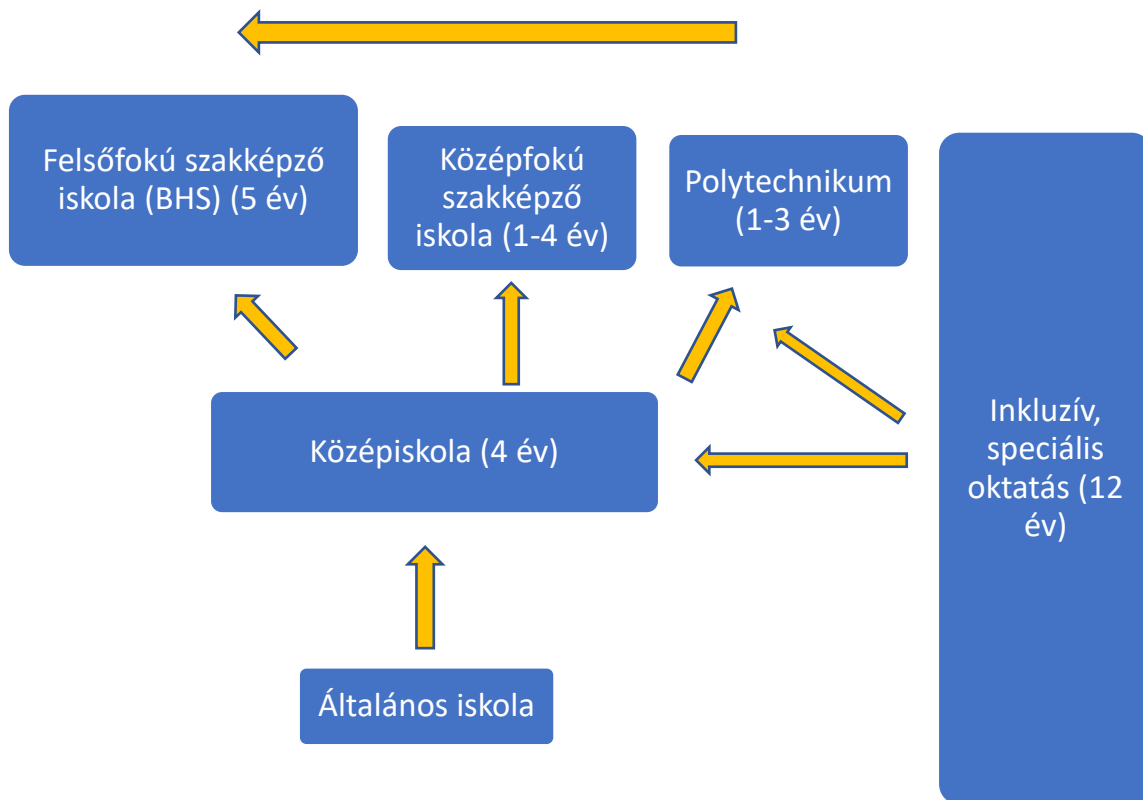 Felsőfokú szakképző
iskola (BHS) (5 év)
Középfokú
szakképző
iskola (1-4 év)
Polytechnikum
(1-3 év)
Inkluzív,
speciális
oktatás (12
év)
Középiskola (4 év)
Általános iskola